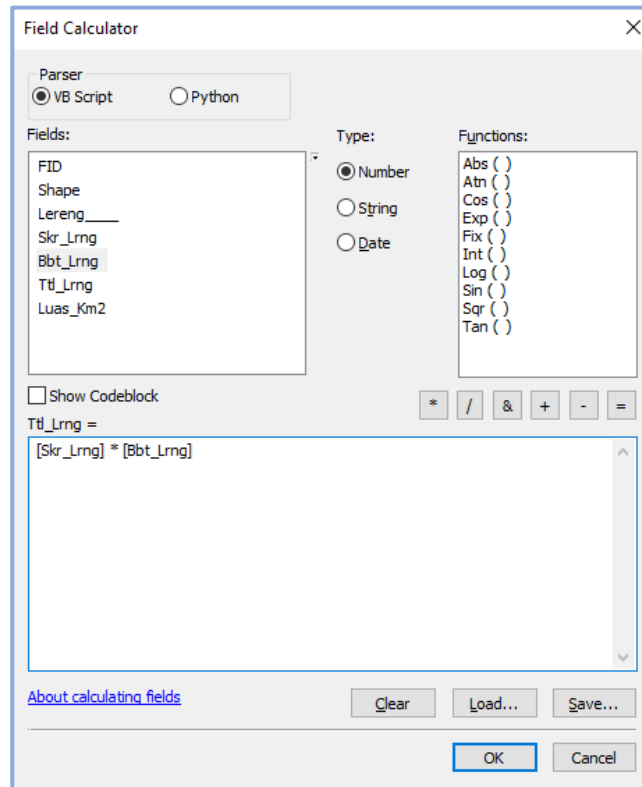 Field Calculator
Parser
VB Script Python
Fields: Type: Functions:
FID
Shape
Lereng____
Skr_Lrng
Bbt_Lrng
Ttl_Lrng
Luas_Km2
Number
String
Date
Abs ( )
Atn ( )
Cos ( )
Exp ( )
Fix ( )
Int ( )
Log ( )
Sin ( )
Sqr ( )
Tan ( )
Show Codeblock
* / & + - =
Ttl_Lrng =
[Skr_Lrng] * [Bbt_Lrng]
About calculating fields
Clear Load... Save...
OK Cancel